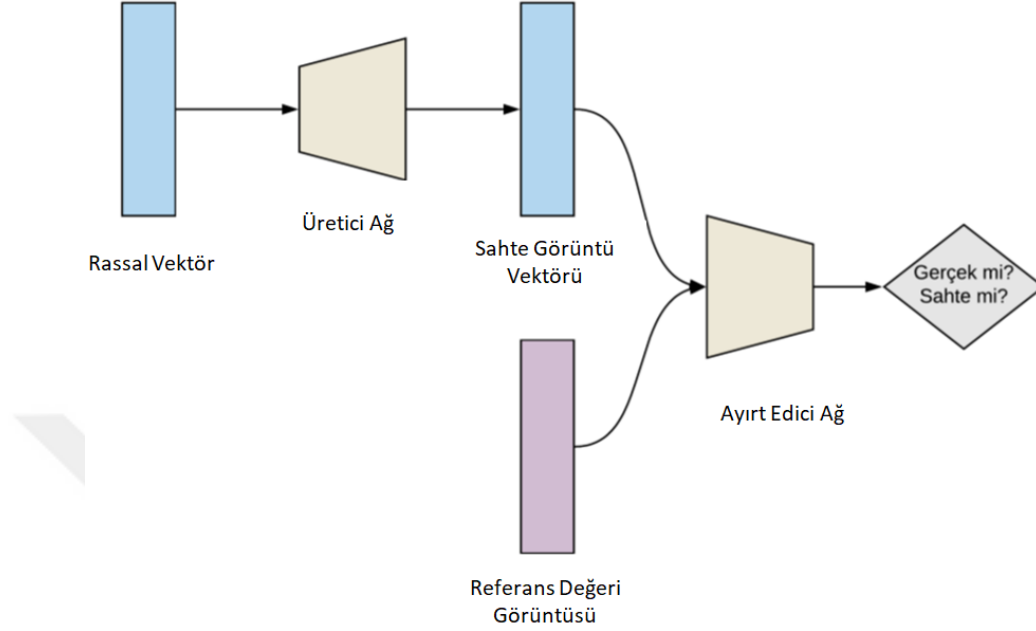 Rassal Vektör
Üretici Ağ
Sahte Görüntü
Vektörü
Gerçek mi?
Sahte mi?
Ayırt Edici Ağ
Referans Değeri
Görüntüsü